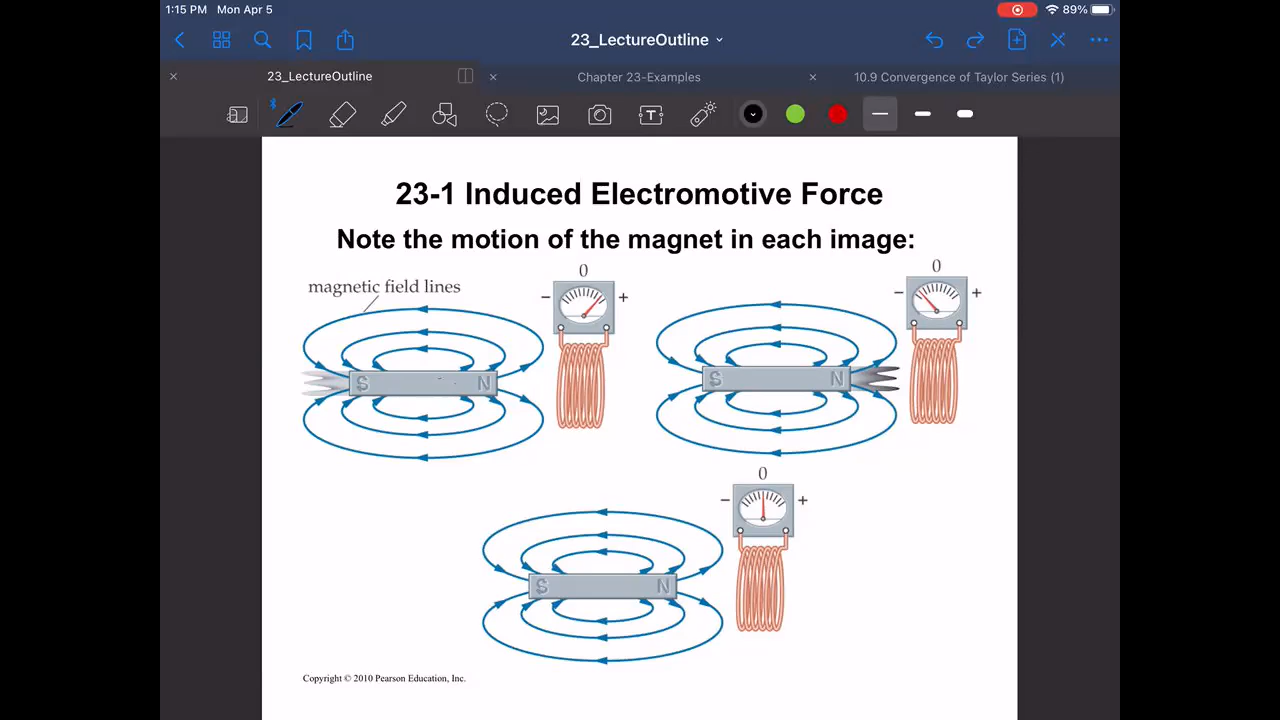 1:15 PM Mon Apr 5
89%
23_LectureOutline
23_LectureOutline
Chapter 23-Examples
10.9 Convergence of Taylor Series (1)
T
23-1 Induced Electromotive Force
Note the motion of the magnet in each image:
magnetic field lines
0
- +
S N
0
- +
S N
0
- +
S N
Copyright © 2010 Pearson Education, Inc.